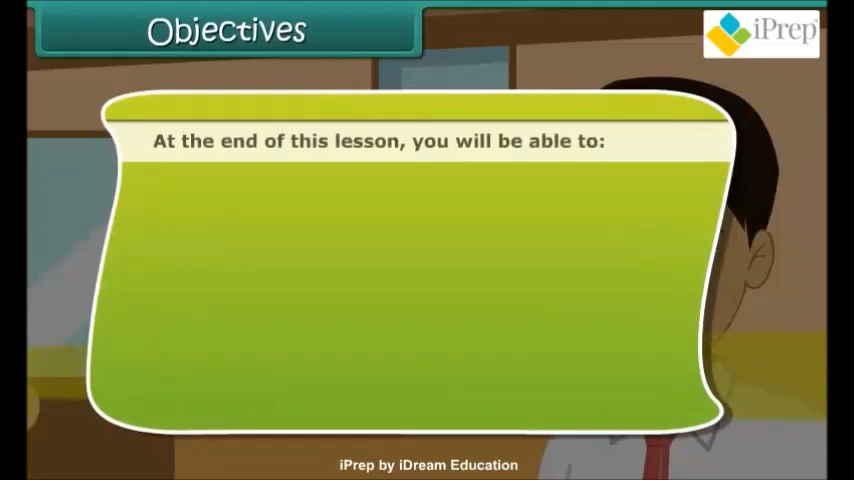 Objectives
iPrep
At the end of this lesson, you will be able to:
iPrep by iDream Education